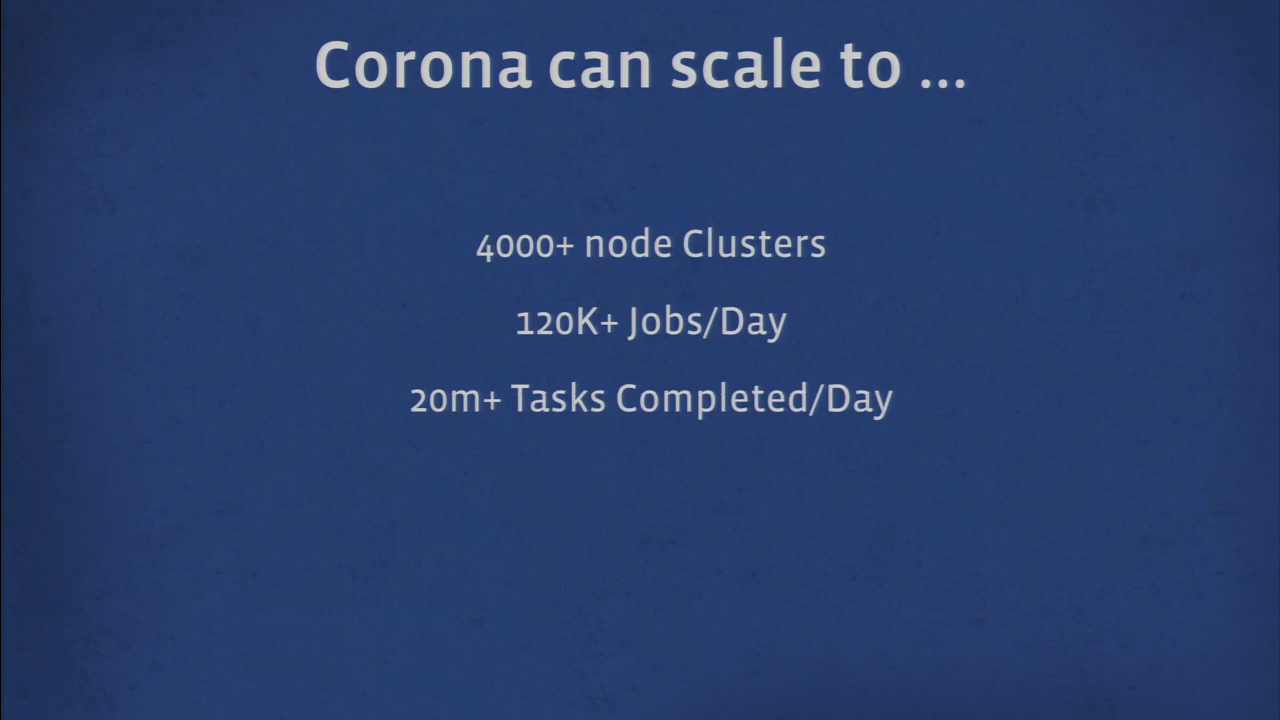 Corona can scale to ...
4000+ node Clusters
120K+ Jobs/Day
20m+ Tasks Completed/Day